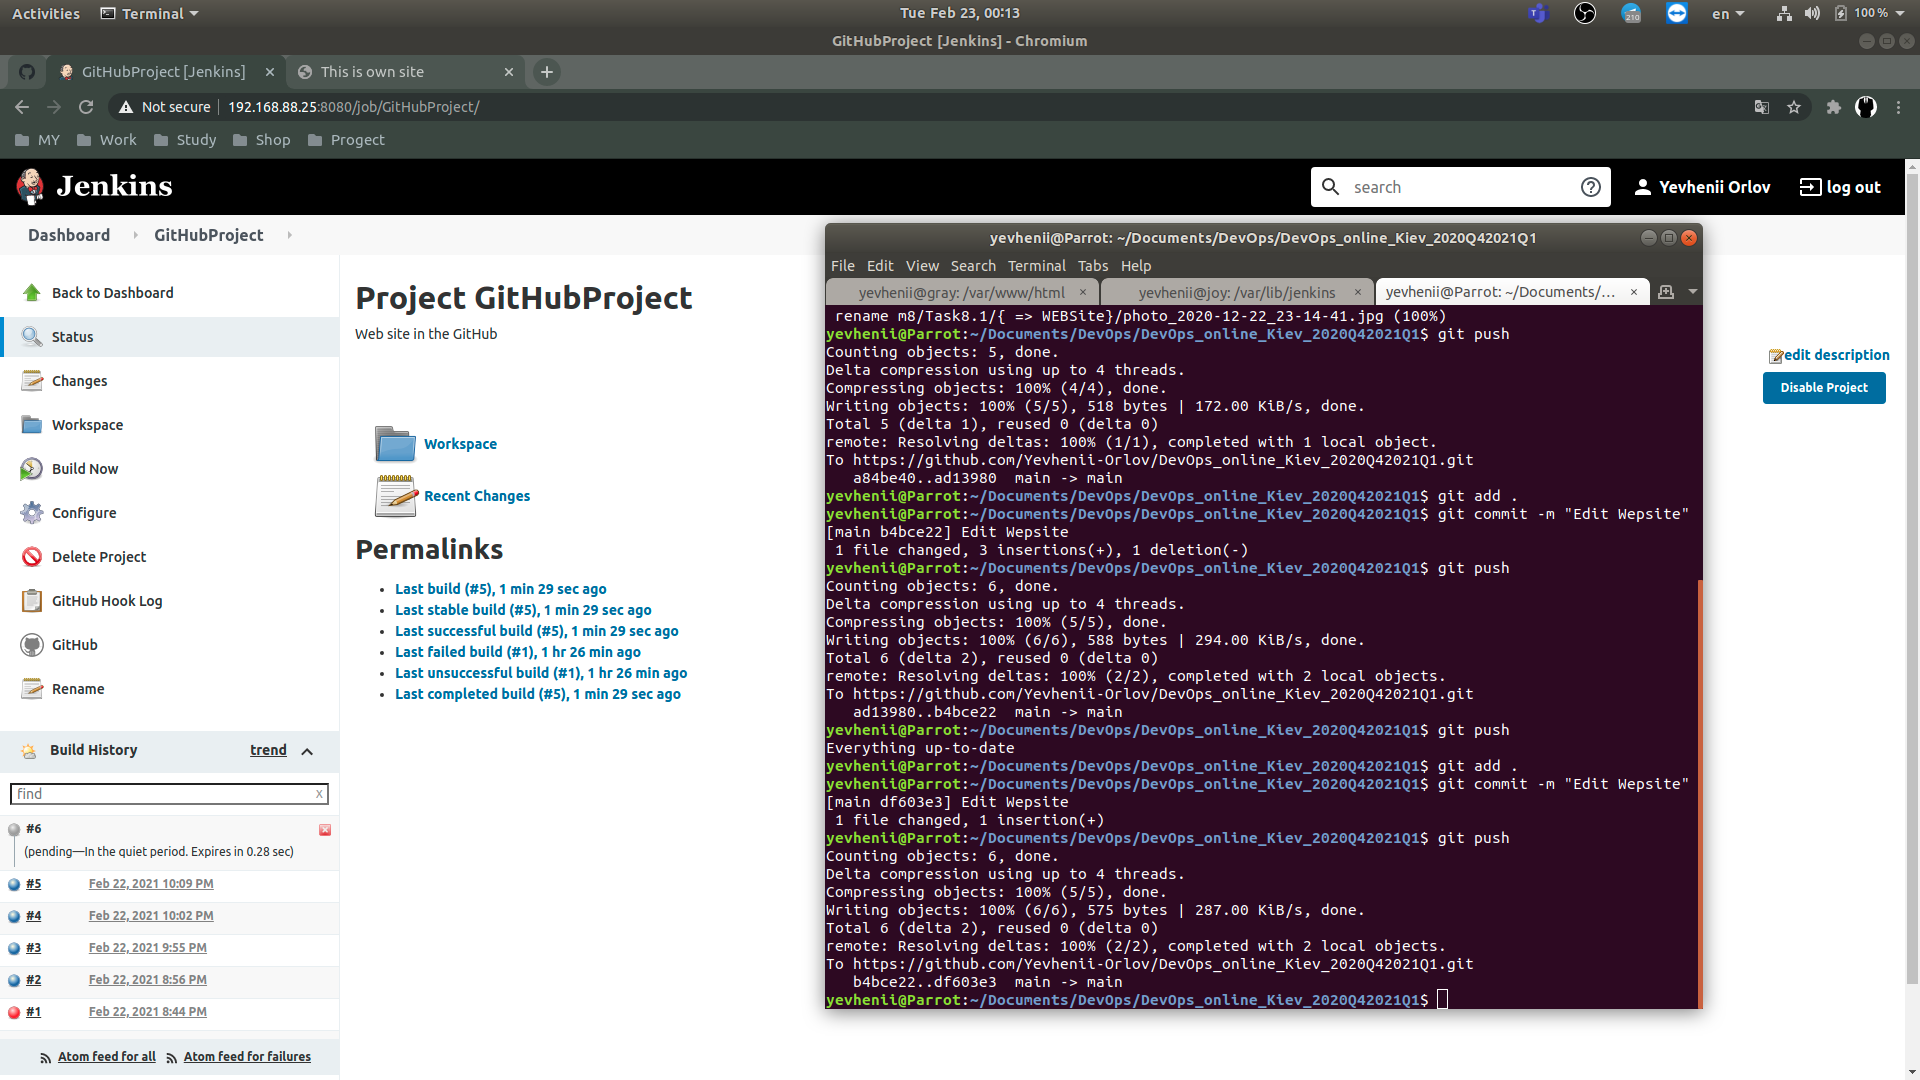 Activities
Terminal
Tue Feb 23, 00:13
210
en
100 %
GitHubProject [Jenkins] - Chromium
GitHubProject [Jenkins]
This is own site
Not secure
192.168.88.25:8080/job/GitHubProject/
MY
Work
Study
Shop
Progect
Jenkins
search
Yevhenii Orlov
log out
Dashboard
GitHubProject
Back to Dashboard
Status
Changes
Workspace
Build Now
Configure
Delete Project
GitHub Hook Log
GitHub
Rename
Build History
trend
find
x
#6
(pending—In the quiet period. Expires in 0.28 sec)
#5 Feb 22, 2021 10:09 PM
#4 Feb 22, 2021 10:02 PM
#3 Feb 22, 2021 9:55 PM
#2 Feb 22, 2021 8:56 PM
#1 Feb 22, 2021 8:44 PM
Atom feed for all
Atom feed for failures
Project GitHubProject
Web site in the GitHub
edit description
Disable Project
Workspace
Recent Changes
Permalinks
Last build (#5), 1 min 29 sec ago
Last stable build (#5), 1 min 29 sec ago
Last successful build (#5), 1 min 29 sec ago
Last failed build (#1), 1 hr 26 min ago
Last unsuccessful build (#1), 1 hr 26 min ago
Last completed build (#5), 1 min 29 sec ago
yevhenii@Parrot: ~/Documents/DevOps/DevOps_online_Kiev_2020Q42021Q1
File Edit View Search Terminal Tabs Help
yevhenii@gray: /var/www/html
yevhenii@joy: /var/lib/jenkins
yevhenii@Parrot: ~/Documents/...
rename m8/Task8.1/{ => WEBSite}/photo_2020-12-22_23-14-41.jpg (100%)
yevhenii@Parrot:~/Documents/DevOps/DevOps_online_Kiev_2020Q42021Q1$ git push
Counting objects: 5, done.
Delta compression using up to 4 threads.
Compressing objects: 100% (4/4), done.
Writing objects: 100% (5/5), 518 bytes | 172.00 KiB/s, done.
Total 5 (delta 1), reused 0 (delta 0)
remote: Resolving deltas: 100% (1/1), completed with 1 local object.
To https://github.com/Yevhenii-Orlov/DevOps_online_Kiev_2020Q42021Q1.git
a84be40..ad13980 main -> main
yevhenii@Parrot:~/Documents/DevOps/DevOps_online_Kiev_2020Q42021Q1$ git add .
yevhenii@Parrot:~/Documents/DevOps/DevOps_online_Kiev_2020Q42021Q1$ git commit -m "Edit Wepsite"
[main b4bce22] Edit Wepsite
1 file changed, 3 insertions(+), 1 deletion(-)
yevhenii@Parrot:~/Documents/DevOps/DevOps_online_Kiev_2020Q42021Q1$ git push
Counting objects: 6, done.
Delta compression using up to 4 threads.
Compressing objects: 100% (5/5), done.
Writing objects: 100% (6/6), 588 bytes | 294.00 KiB/s, done.
Total 6 (delta 2), reused 0 (delta 0)
remote: Resolving deltas: 100% (2/2), completed with 2 local objects.
To https://github.com/Yevhenii-Orlov/DevOps_online_Kiev_2020Q42021Q1.git
ad13980..b4bce22 main -> main
yevhenii@Parrot:~/Documents/DevOps/DevOps_online_Kiev_2020Q42021Q1$ git push
Everything up-to-date
yevhenii@Parrot:~/Documents/DevOps/DevOps_online_Kiev_2020Q42021Q1$ git add .
yevhenii@Parrot:~/Documents/DevOps/DevOps_online_Kiev_2020Q42021Q1$ git commit -m "Edit Wepsite"
[main df603e3] Edit Wepsite
1 file changed, 1 insertion(+)
yevhenii@Parrot:~/Documents/DevOps/DevOps_online_Kiev_2020Q42021Q1$ git push
Counting objects: 6, done.
Delta compression using up to 4 threads.
Compressing objects: 100% (5/5), done.
Writing objects: 100% (6/6), 575 bytes | 287.00 KiB/s, done.
Total 6 (delta 2), reused 0 (delta 0)
remote: Resolving deltas: 100% (2/2), completed with 2 local objects.
To https://github.com/Yevhenii-Orlov/DevOps_online_Kiev_2020Q42021Q1.git
b4bce22..df603e3 main -> main
yevhenii@Parrot:~/Documents/DevOps/DevOps_online_Kiev_2020Q42021Q1$